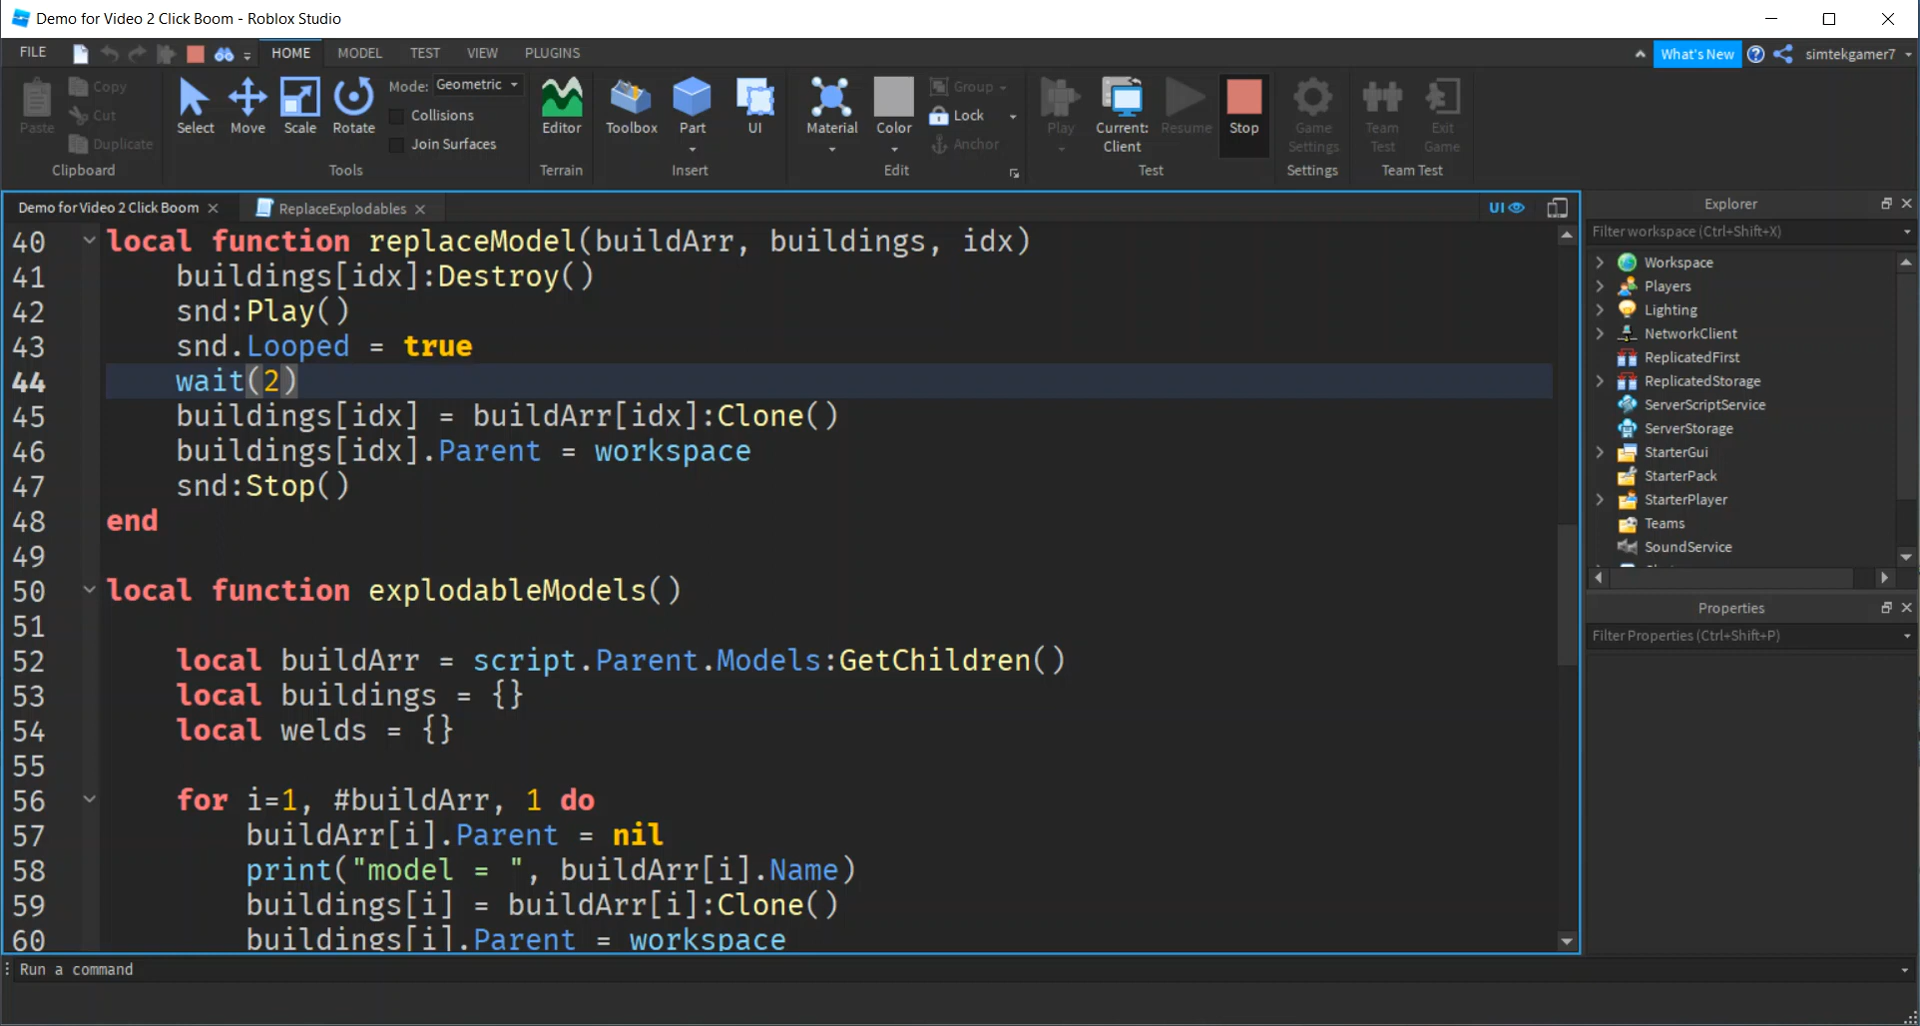 Demo for Video 2 Click Boom - Roblox Studio
FILE HOME MODEL TEST VIEW PLUGINS What's New simtekgamer7
Paste Copy Cut Duplicate
Clipboard
Select Move Scale Rotate
Mode: Geometric
Collisions
Join Surfaces
Tools
Editor
Terrain
Toolbox Part UI
Insert
Material Color Group Lock Anchor
Edit
Play Current: Client Resume Stop
Test
Game Settings
Settings
Team Test Exit Game
Team Test
Demo for Video 2 Click Boom ReplaceExplodables UI
40 local function replaceModel(buildArr, buildings, idx)
41 buildings[idx]:Destroy()
42 snd:Play()
43 snd.Looped = true
44 wait(2)
45 buildings[idx] = buildArr[idx]:Clone()
46 buildings[idx].Parent = workspace
47 snd:Stop()
48 end
49
50 local function explodableModels()
51
52 local buildArr = script.Parent.Models:GetChildren()
53 local buildings = {}
54 local welds = {}
55
56 for i=1, #buildArr, 1 do
57 buildArr[i].Parent = nil
58 print("model = ", buildArr[i].Name)
59 buildings[i] = buildArr[i]:Clone()
60 buildings[i].Parent = workspace
Explorer
Filter workspace (Ctrl+Shift+X)
Workspace
Players
Lighting
NetworkClient
ReplicatedFirst
ReplicatedStorage
ServerScriptService
ServerStorage
StarterGui
StarterPack
StarterPlayer
Teams
SoundService
Properties
Filter Properties (Ctrl+Shift+P)
Run a command